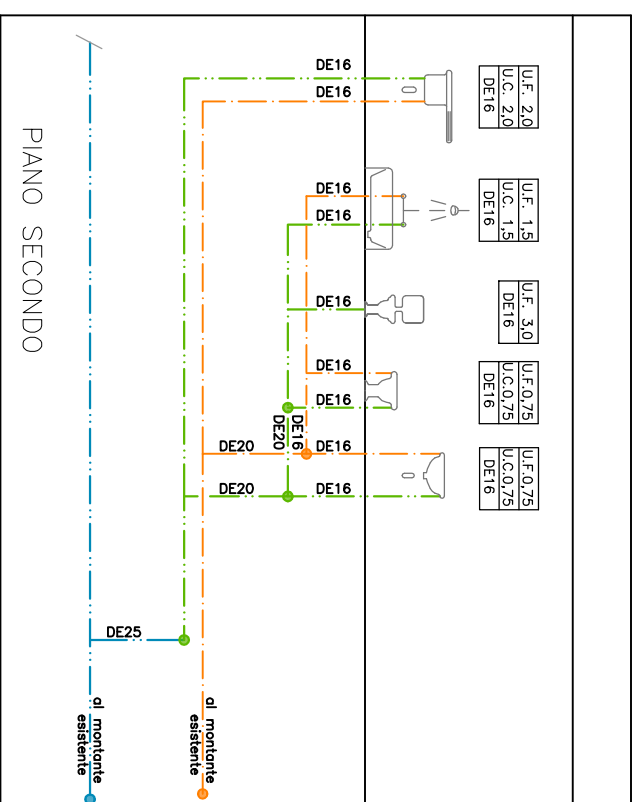 U.F. 2,0
U.C. 2,0
DE16
U.F. 1,5
U.C. 1,5
DE16
U.F. 3,0
DE16
U.F.0,75
U.C.0,75
DE16
U.F.0,75
U.C.0,75
DE16
DE16
DE16
DE16
DE16
DE16
DE16
DE16
DE16
DE20
DE20
DE16
DE16
DE20
DE25
al montante
esistente
al montante
esistente
PIANO SECONDO